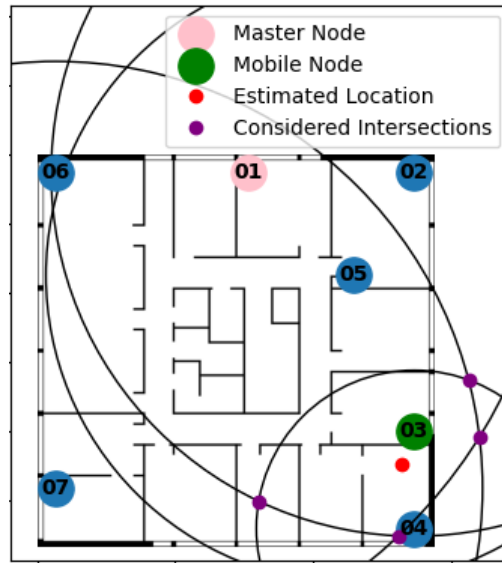 Master Node
Mobile Node
Estimated Location
Considered Intersections
06
01
02
05
03
07
04